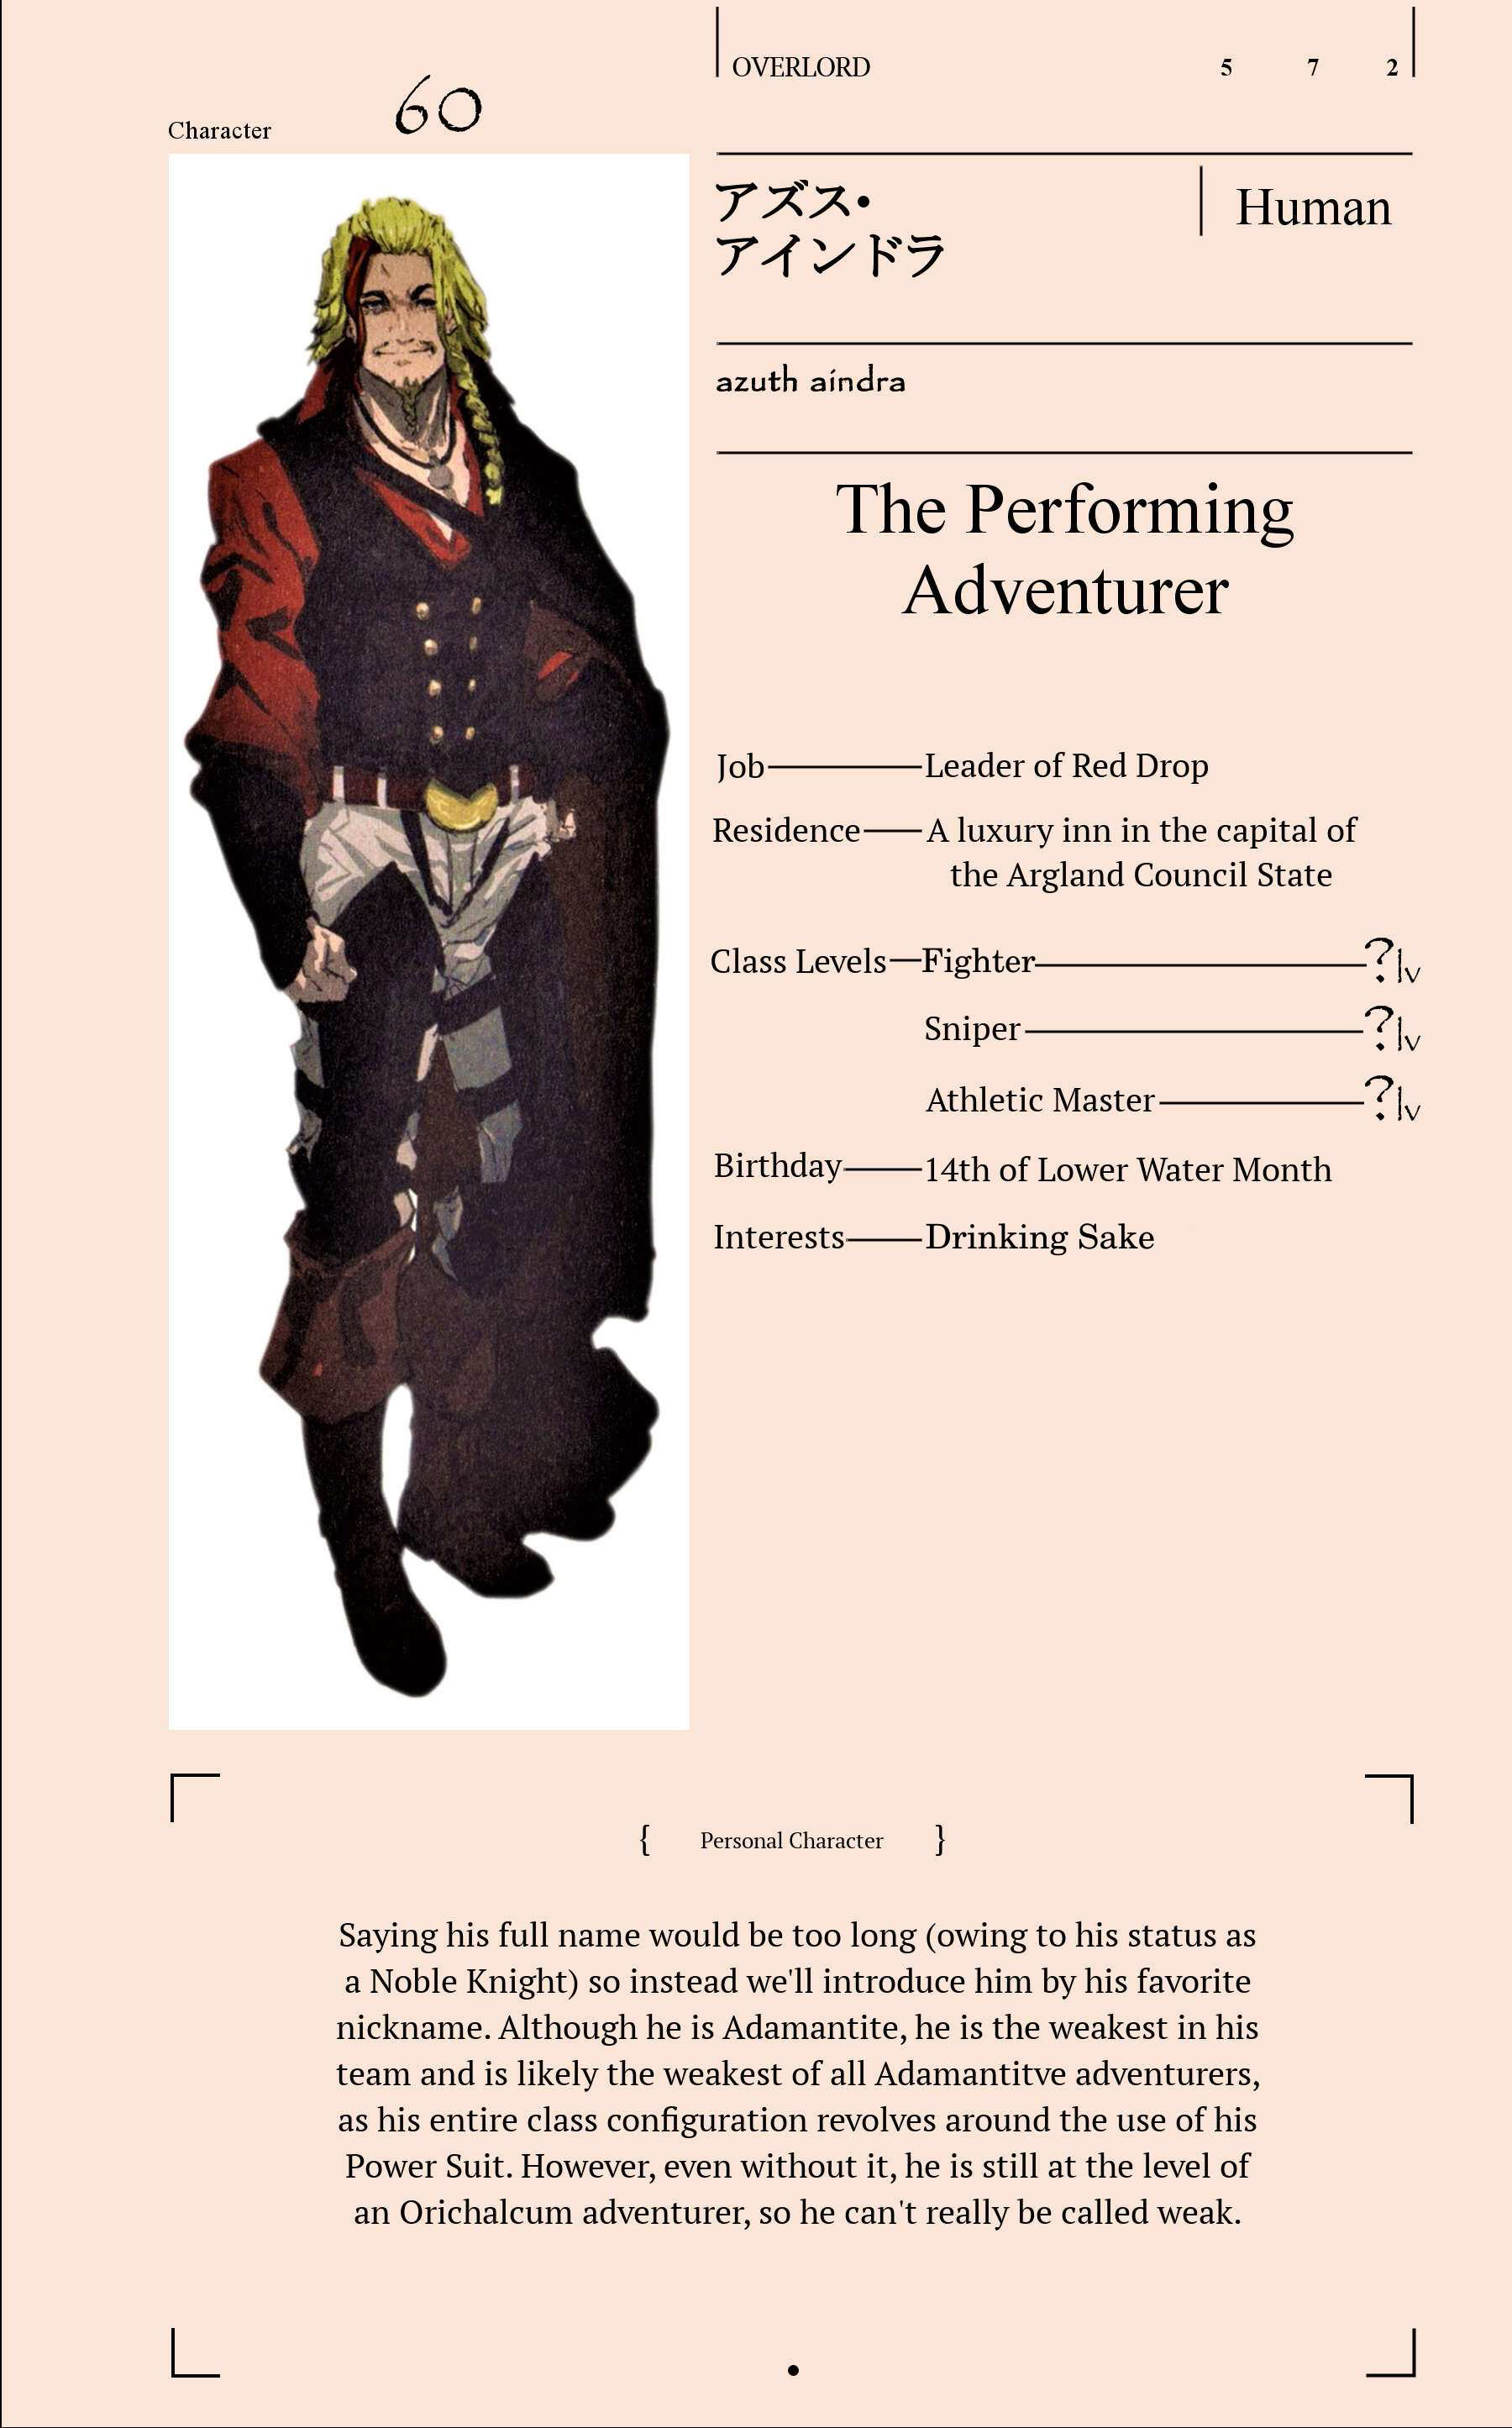 OVERLORD 5 7 2
Character 60
アズス・
アインドラ
Human
azuth aindra
The Performing
Adventurer
Job Leader of Red Drop
Residence A luxury inn in the capital of
the Argland Council State
Class Levels Fighter ?lv
Sniper ?lv
Athletic Master ?lv
Birthday 14th of Lower Water Month
Interests Drinking Sake
{ Personal Character }
Saying his full name would be too long (owing to his status as
a Noble Knight) so instead we'll introduce him by his favorite
nickname. Although he is Adamantite, he is the weakest in his
team and is likely the weakest of all Adamantitve adventurers,
as his entire class configuration revolves around the use of his
Power Suit. However, even without it, he is still at the level of
an Orichalcum adventurer, so he can't really be called weak.